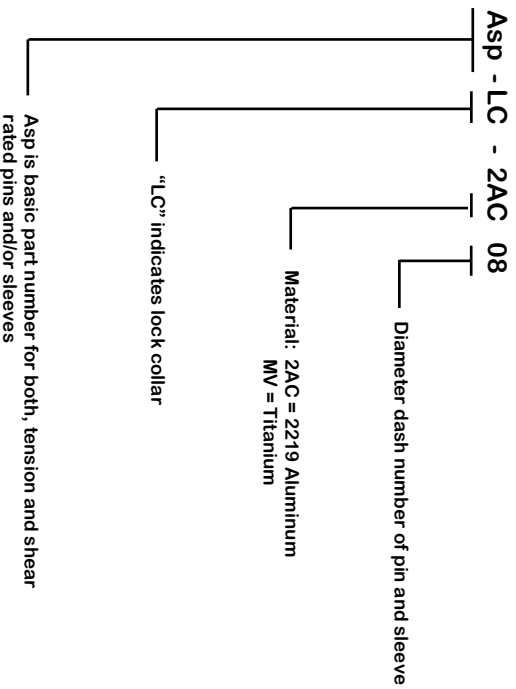 Asp - LC - 2AC 08
Diameter dash number of pin and sleeve
Material: 2AC = 2219 Aluminum
MV = Titanium
“LC” indicates lock collar
Asp is basic part number for both, tension and shear
rated pins and/or sleeves